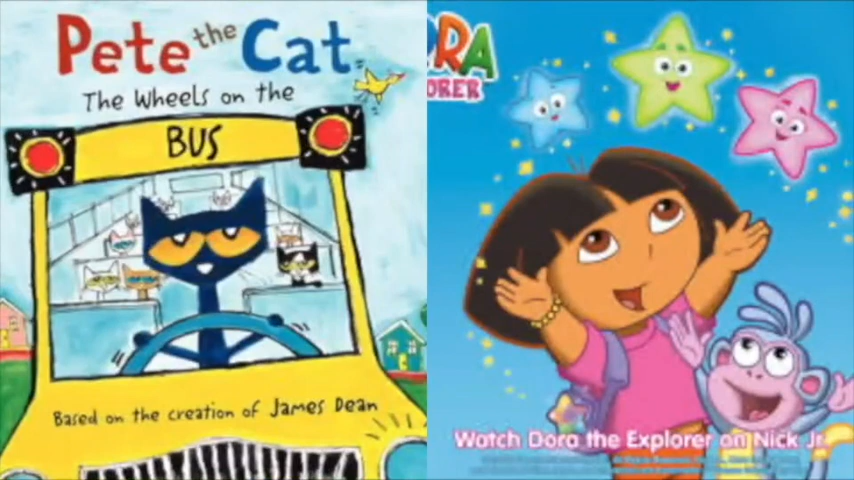 Pete the Cat
The Wheels on the
BUS
Based on the creation of James Dean
RA
ORER
Watch Dora the Explorer on Nick Jr.